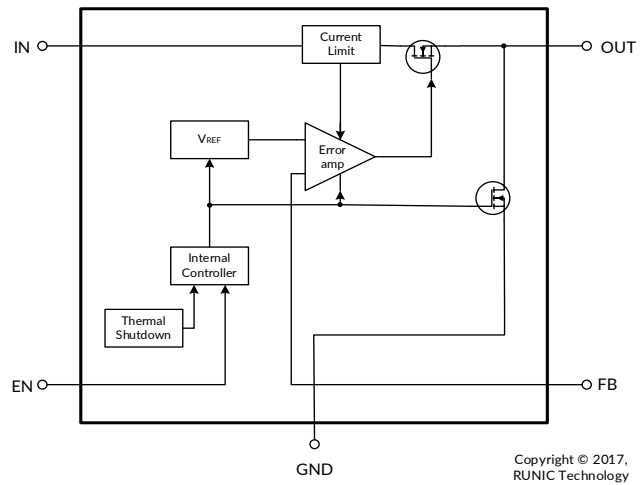 IN
Current
Limit
OUT
VREF
Error
amp
Internal
Controller
Thermal
Shutdown
EN
FB
GND
Copyright © 2017,
RUNIC Technology